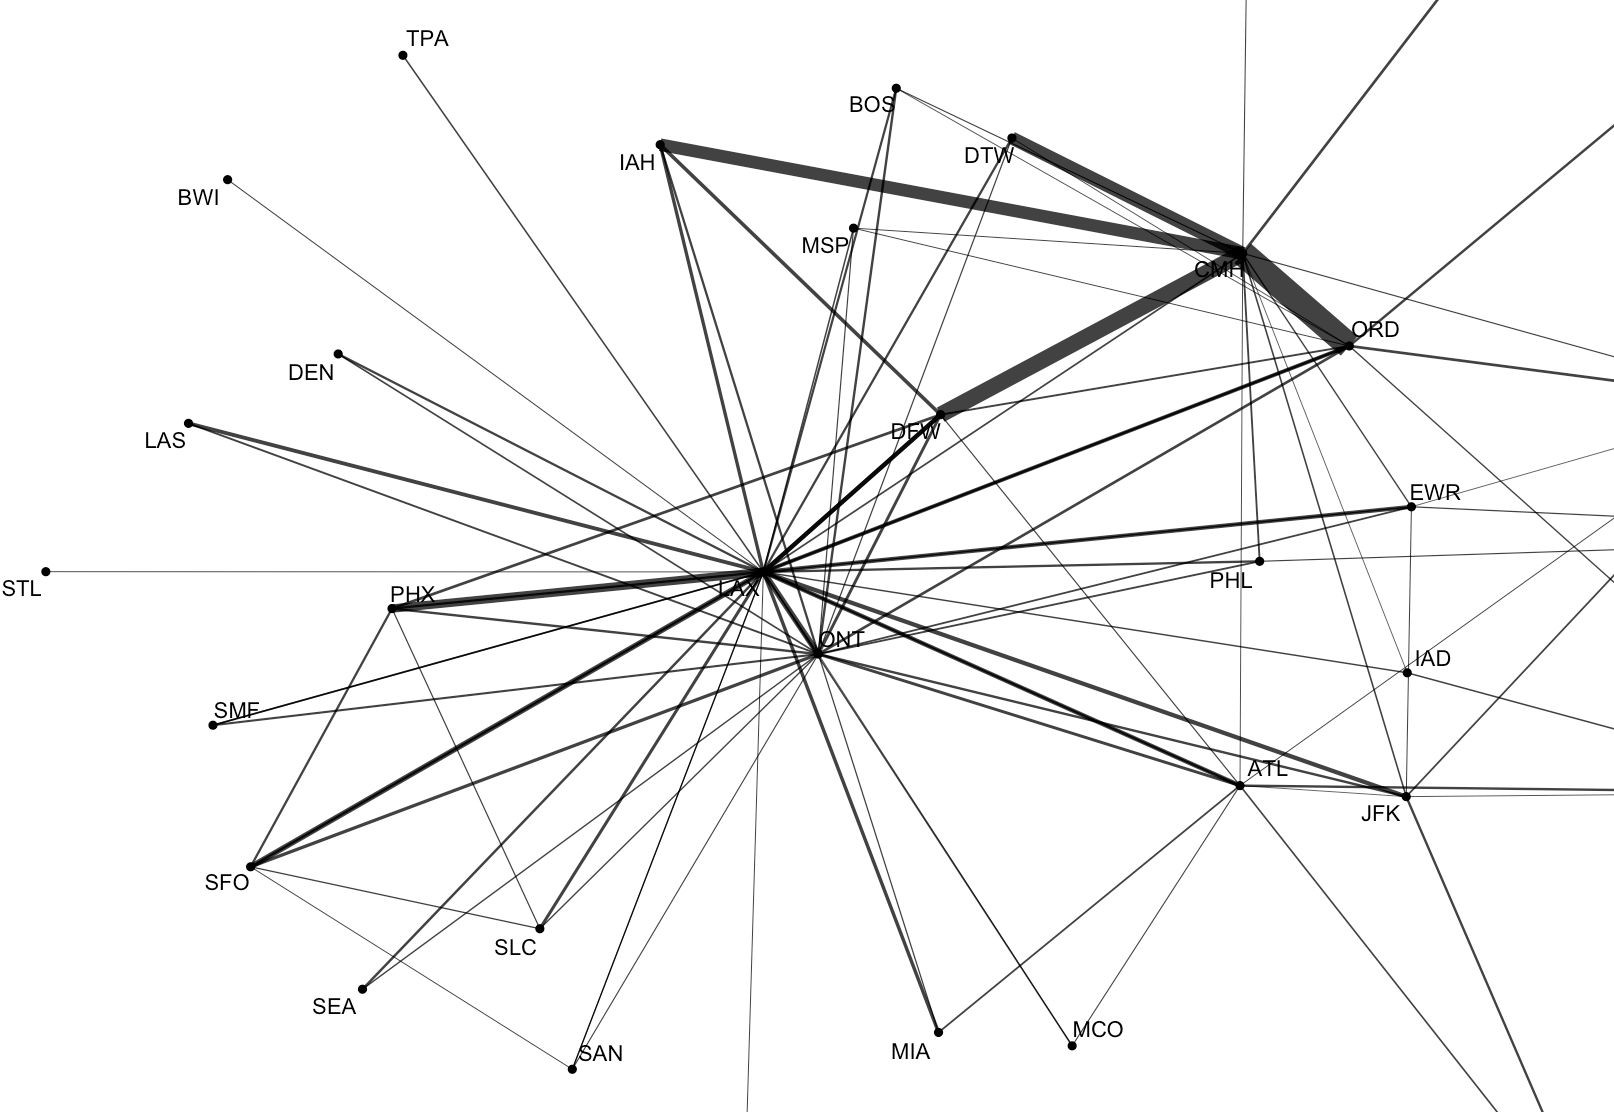 TPA
BOS
DTW
IAH
BWI
MSP
CMH
ORD
DEN
DFW
LAS
EWR
PHL
STL
PHX
LAX
ONT
IAD
SMF
ATL
JFK
SFO
SLC
SEA
SAN
MIA
MCO